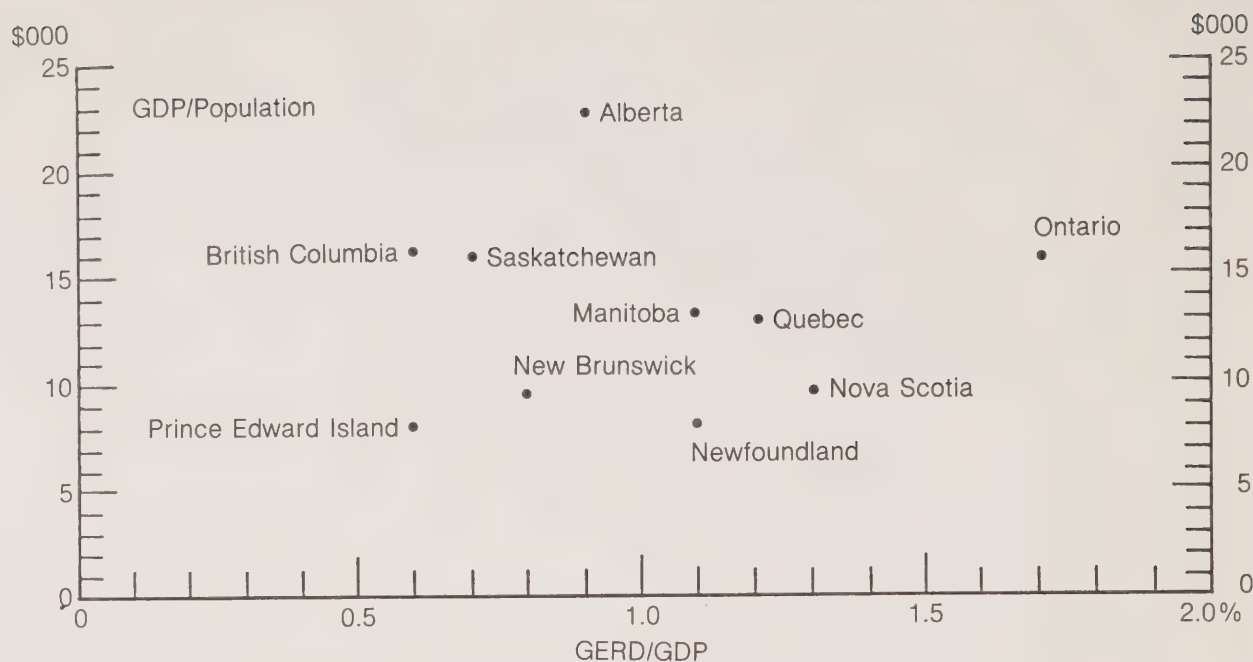 $000
$000
25
25
GDP/Population
Alberta
20
20
Ontario
British Columbia
Saskatchewan
15
15
Manitoba
Quebec
New Brunswick
10
10
Nova Scotia
Prince Edward Island
Newfoundland
5
5
0
0
0
0.5
1.0
1.5
2.0%
GERD/GDP